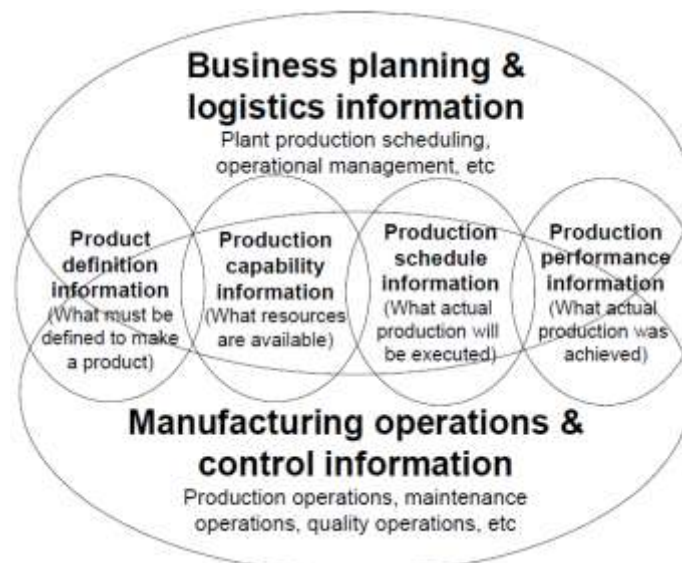 Business planning &
logistics information
Plant production scheduling,
operational management, etc
Product
definition
information
(What must be
defined to make
a product)
Production
capability
information
(What resources
are available)
Production
schedule
information
(What actual
production will
be executed)
Production
performance
information
(What actual
production was
achieved)
Manufacturing operations &
control information
Production operations, maintenance
operations, quality operations, etc